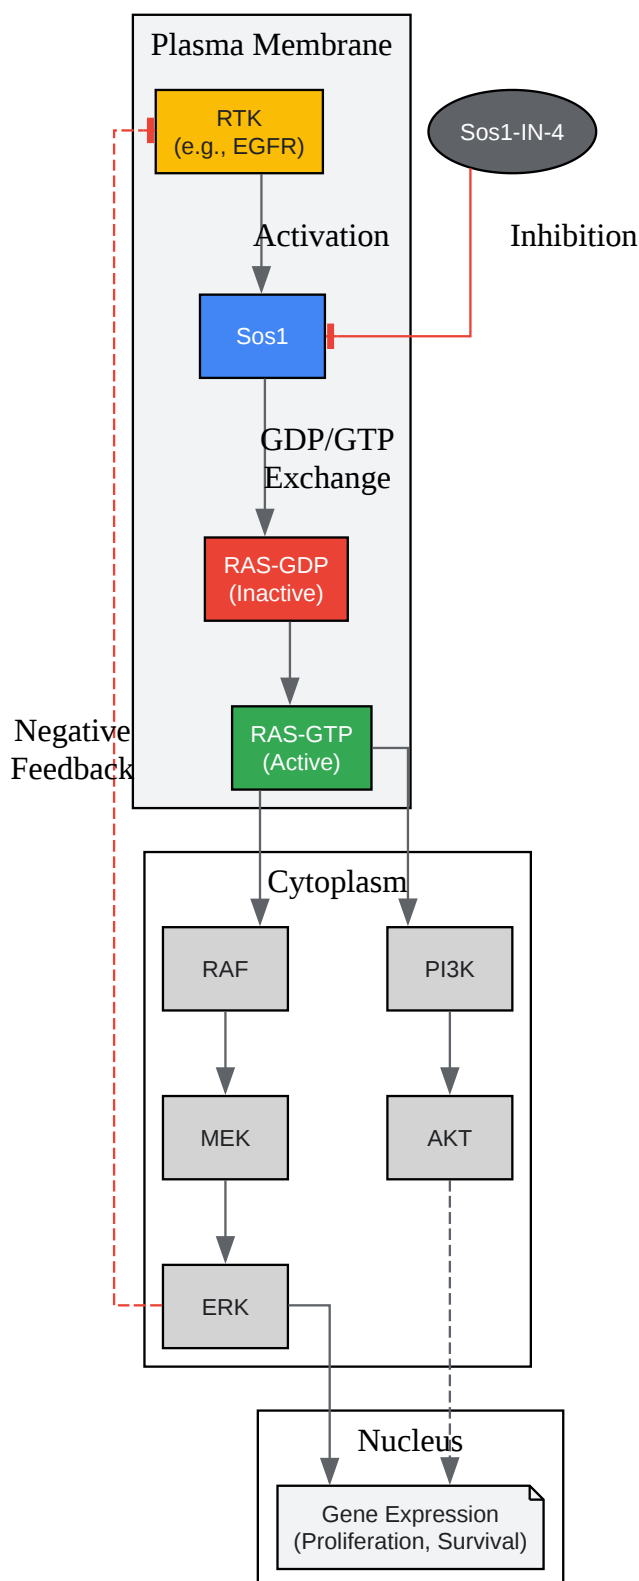 Plasma Membrane
RTK
(e.g., EGFR)
Sos1-IN-4
Activation
Inhibition
Sos1
GDP/GTP
Exchange
RAS-GDP
(Inactive)
Negative
Feedback
RAS-GTP
(Active)
Cytoplasm
RAF
PI3K
MEK
AKT
ERK
Nucleus
Gene Expression
(Proliferation, Survival)